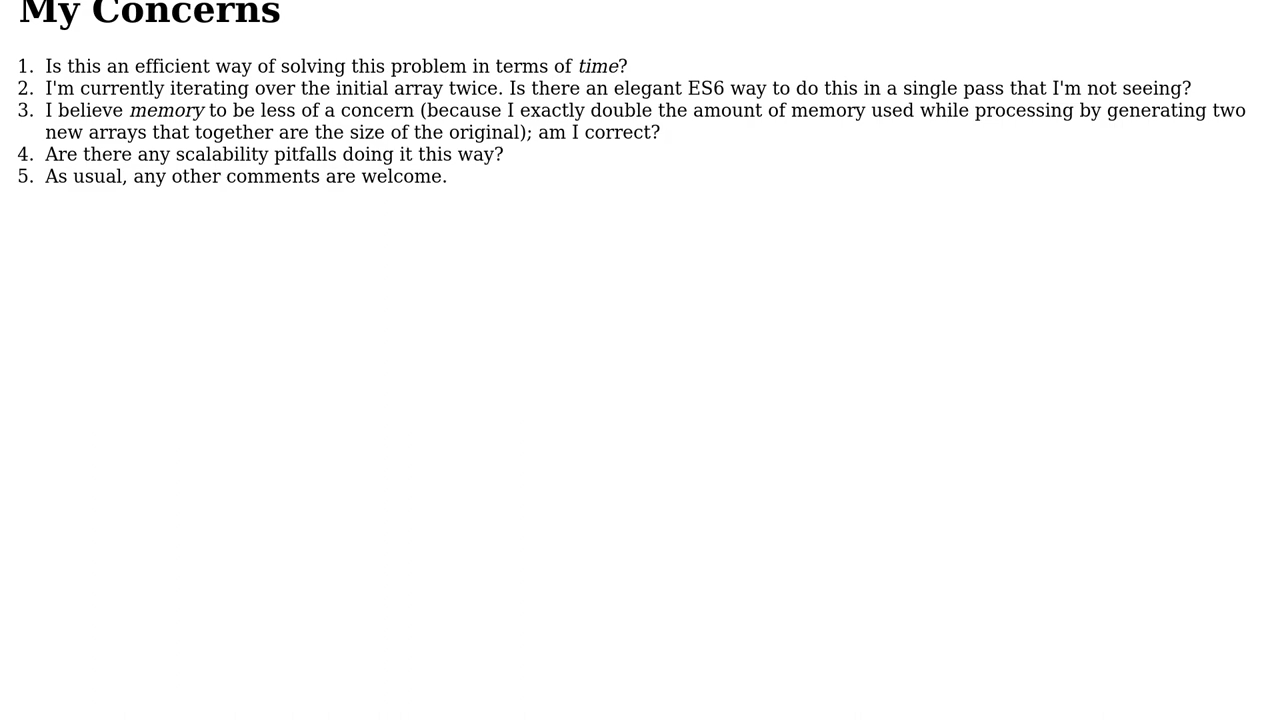 My Concerns
1. Is this an efficient way of solving this problem in terms of time?
2. I'm currently iterating over the initial array twice. Is there an elegant ES6 way to do this in a single pass that I'm not seeing?
3. I believe memory to be less of a concern (because I exactly double the amount of memory used while processing by generating two
new arrays that together are the size of the original); am I correct?
4. Are there any scalability pitfalls doing it this way?
5. As usual, any other comments are welcome.